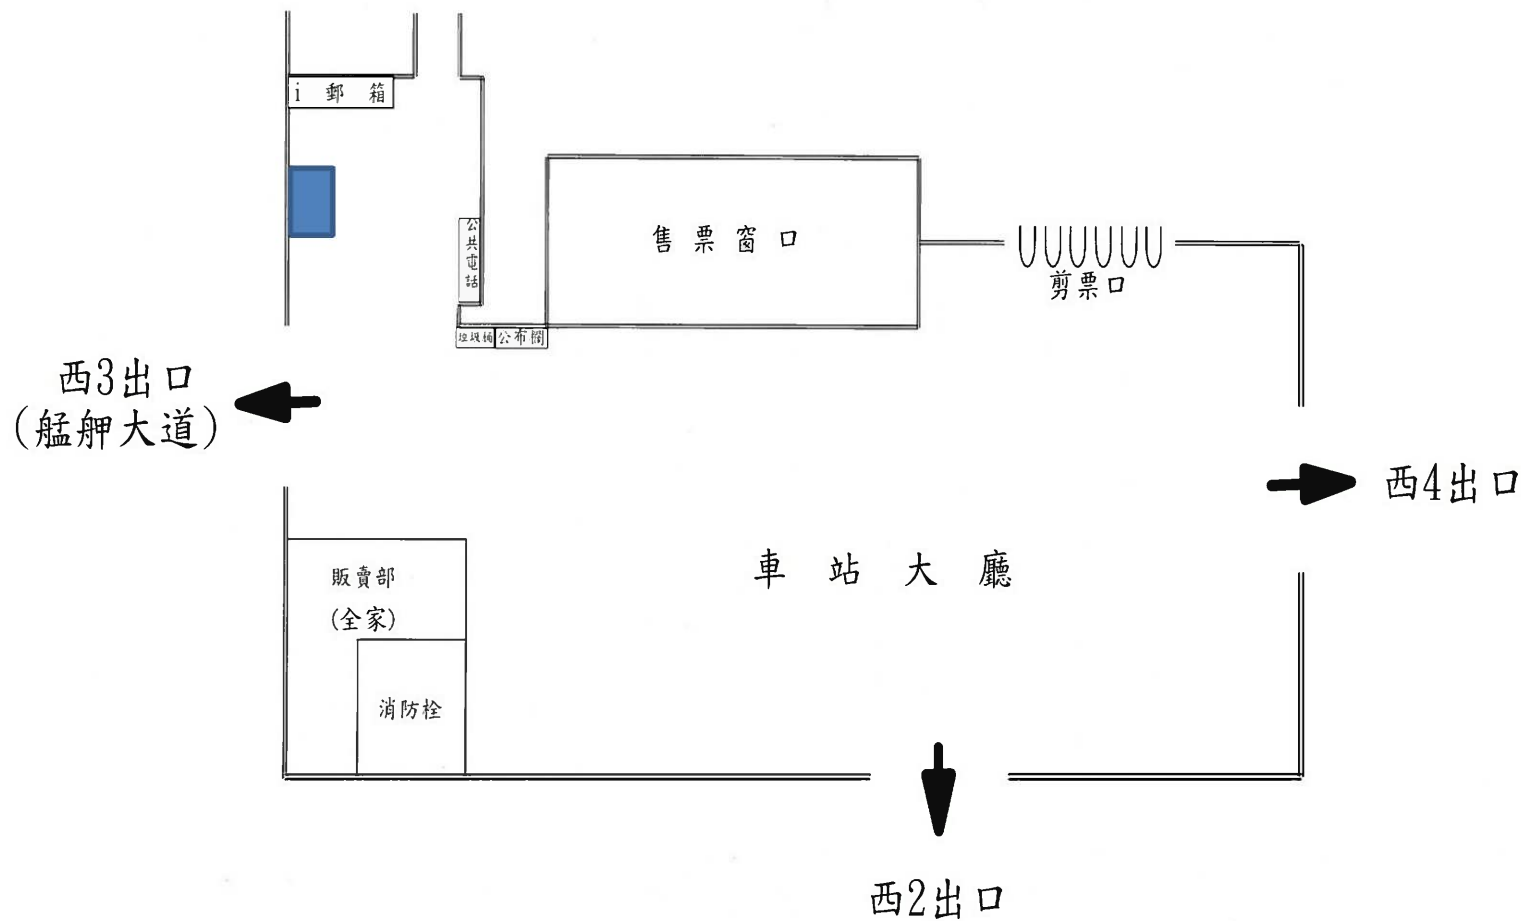 i 郵 箱
公共電話
售 票 窗 口
剪票口
垃圾桶
公布欄
西3出口
(艋舺大道)
西4出口
車 站 大 廳
販賣部
(全家)
消防栓
西2出口